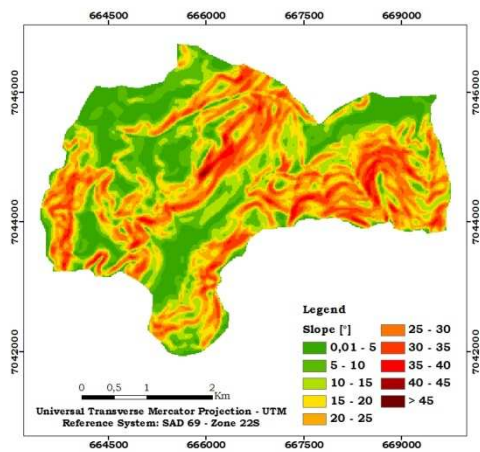 664500 666000 667500 669000
7046000
7044000
7042000
7046000
7044000
7042000
Legend
Slope [°]
0,01 - 5
5 - 10
10 - 15
15 - 20
20 - 25
25 - 30
30 - 35
35 - 40
40 - 45
> 45
0 0,5 1 2
Km
Universal Transverse Mercator Projection - UTM
Reference System: SAD 69 - Zone 22S
664500 666000 667500 669000